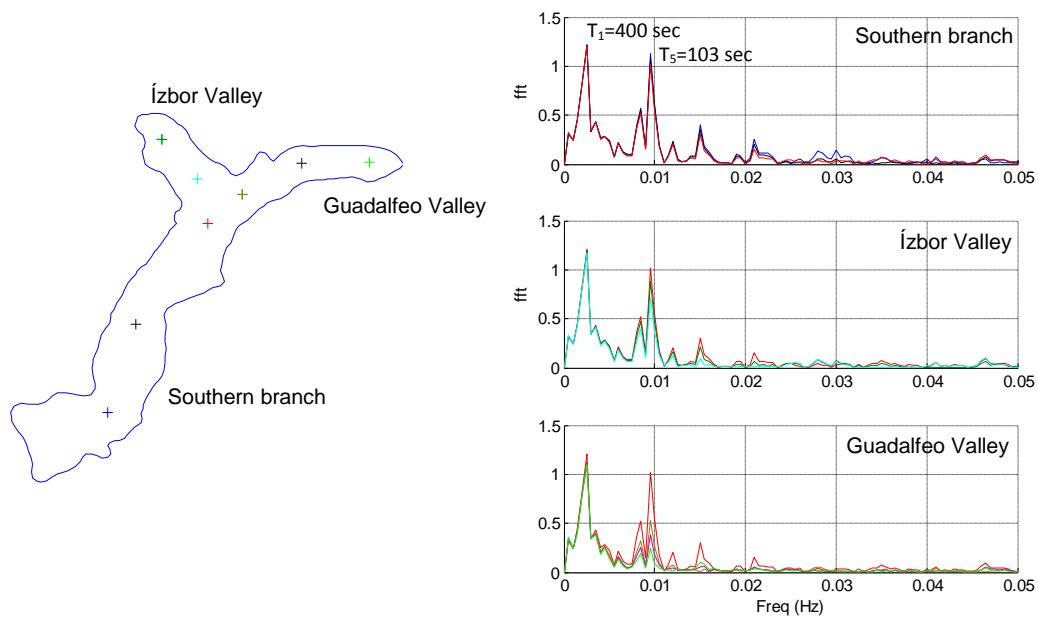 Ízbor Valley
Guadalfeo Valley
Southern branch
T₁=400 sec
T₅=103 sec
Southern branch
fft
1.5
1
0.5
0
0 0.01 0.02 0.03 0.04 0.05
Ízbor Valley
fft
1.5
1
0.5
0
0 0.01 0.02 0.03 0.04 0.05
Guadalfeo Valley
1.5
1
0.5
0
0 0.01 0.02 0.03 0.04 0.05
Freq (Hz)